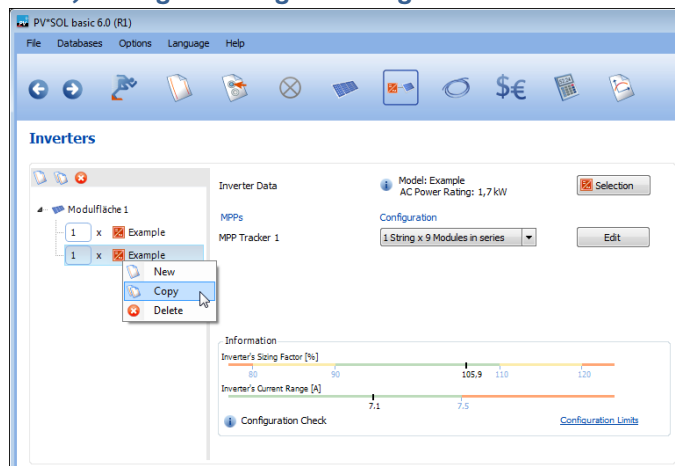 PV*SOL basic 6.0 (R1)
File Databases Options Language Help
$€
Inverters
Inverter Data
Model: Example
AC Power Rating: 1,7 kW
Selection
Modulfläche 1
MPPs
Configuration
1 x Example
MPP Tracker 1
1 String x 9 Modules in series
Edit
1 x Example
New
Copy
Delete
Information
Inverter's Sizing Factor [%]
80 90 105,9 110 120
Inverter's Current Range [A]
7.1 7.5
Configuration Check
Configuration Limits